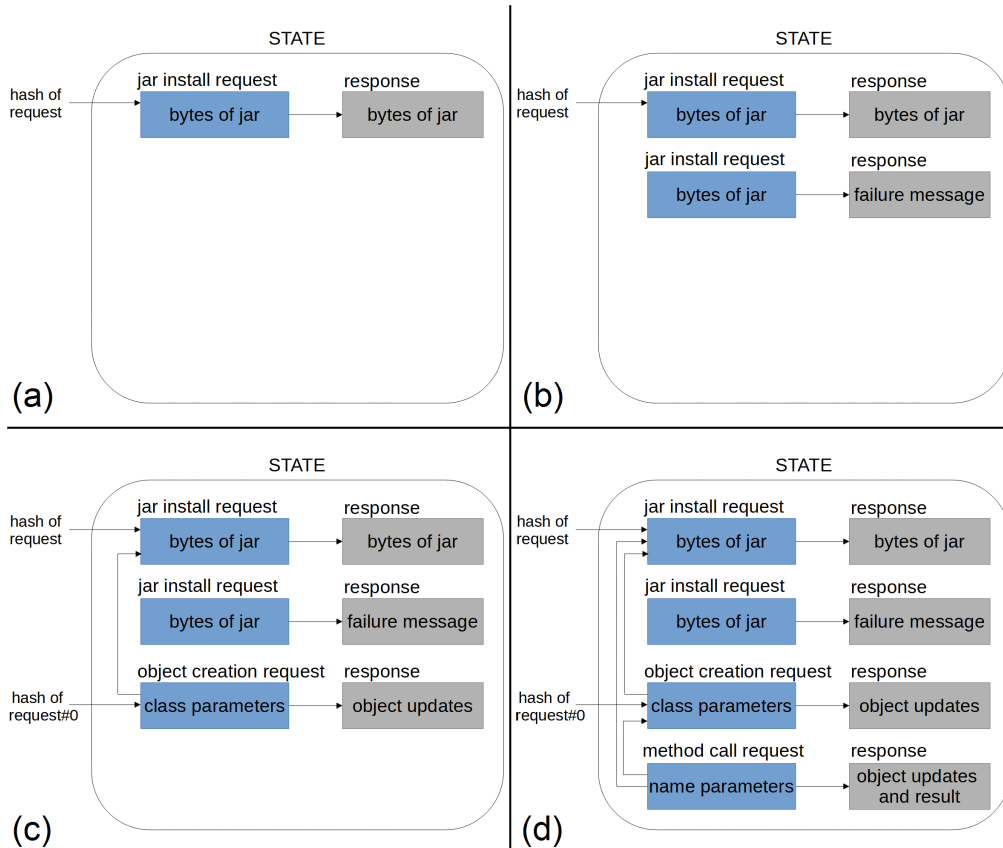 STATE
jar install request
response
hash of
request
bytes of jar
bytes of jar
(a)
STATE
jar install request
response
hash of
request
bytes of jar
bytes of jar
jar install request
response
bytes of jar
failure message
(b)
STATE
jar install request
response
hash of
request
bytes of jar
bytes of jar
jar install request
response
bytes of jar
failure message
object creation request
response
hash of
request#0
class parameters
object updates
(c)
STATE
jar install request
response
hash of
request
bytes of jar
bytes of jar
jar install request
response
bytes of jar
failure message
object creation request
response
hash of
request#0
class parameters
object updates
method call request
response
name parameters
object updates
and result
(d)